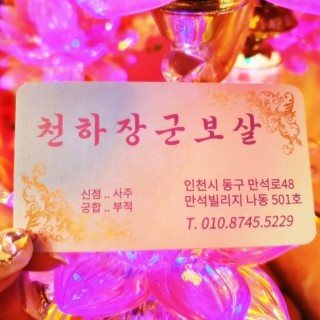 천하장군보살
신점 .. 사주
궁합 .. 부적
인천시 동구 만석로48
만석빌리지 나동 501호
T. 010.8745.5229